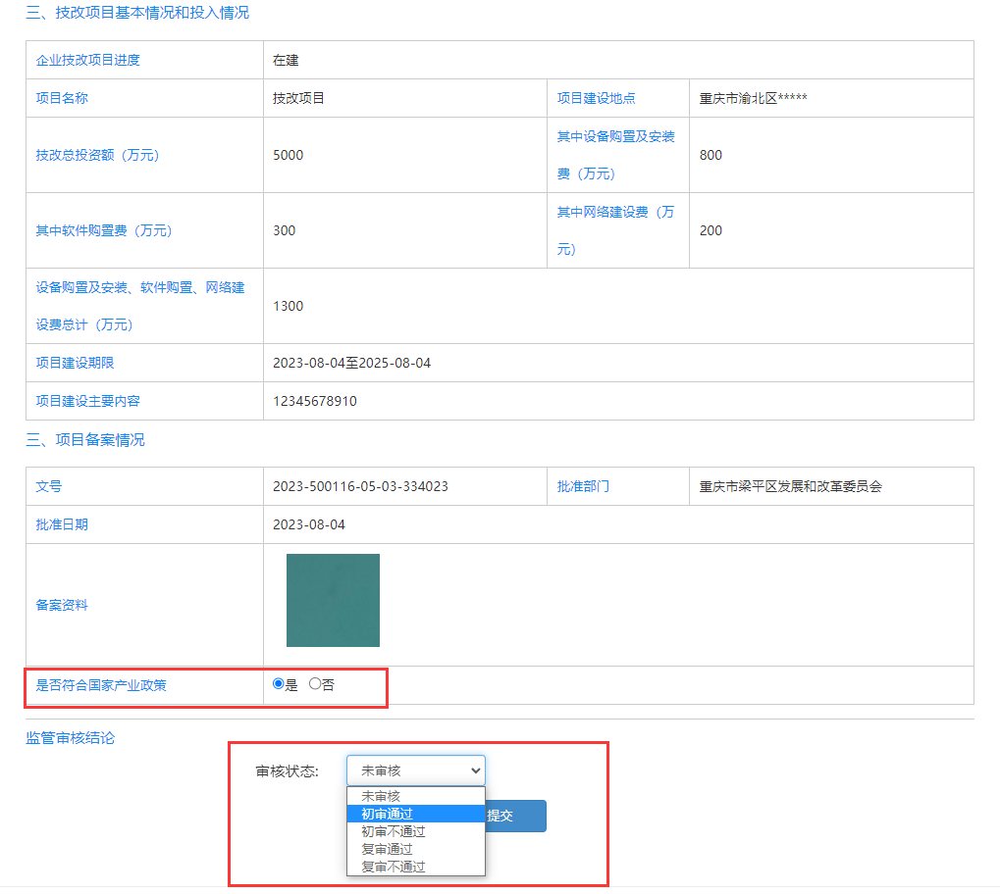 三、技改项目基本情况和投入情况
企业技改项目进度 在建
项目名称 技改项目 项目建设地点 重庆市渝北区*****
技改总投资额（万元） 5000 其中设备购置及安装
费（万元） 800
其中软件购置费（万元） 300 其中网络建设费（万
元） 200
设备购置及安装、软件购置、网络建
设费总计（万元） 1300
项目建设期限 2023-08-04至2025-08-04
项目建设主要内容 12345678910
三、项目备案情况
文号 2023-500116-05-03-334023 批准部门 重庆市梁平区发展和改革委员会
批准日期 2023-08-04
备案资料
是否符合国家产业政策 是 否
监管审核结论
审核状态: 未审核
未审核
初审通过 提交
初审不通过
复审通过
复审不通过